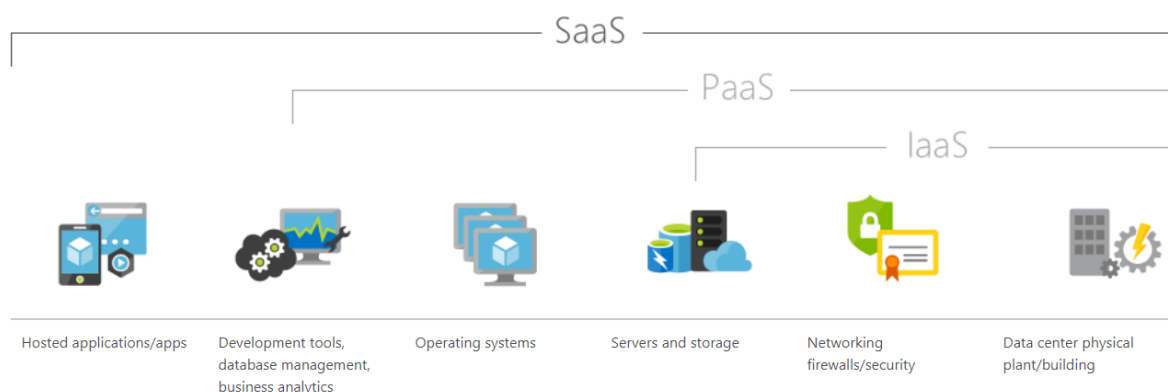 SaaS
PaaS
IaaS
Hosted applications/apps
Development tools,
database management,
business analytics
Operating systems
Servers and storage
Networking
firewalls/security
Data center physical
plant/building